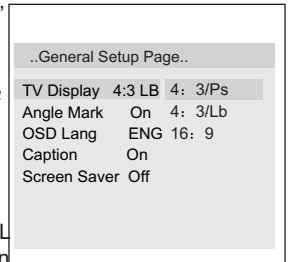 ..General Setup Page..
TV Display 4:3 LB 4: 3/Ps
Angle Mark On 4: 3/Lb
OSD Lang ENG 16: 9
Caption On
Screen Saver Off